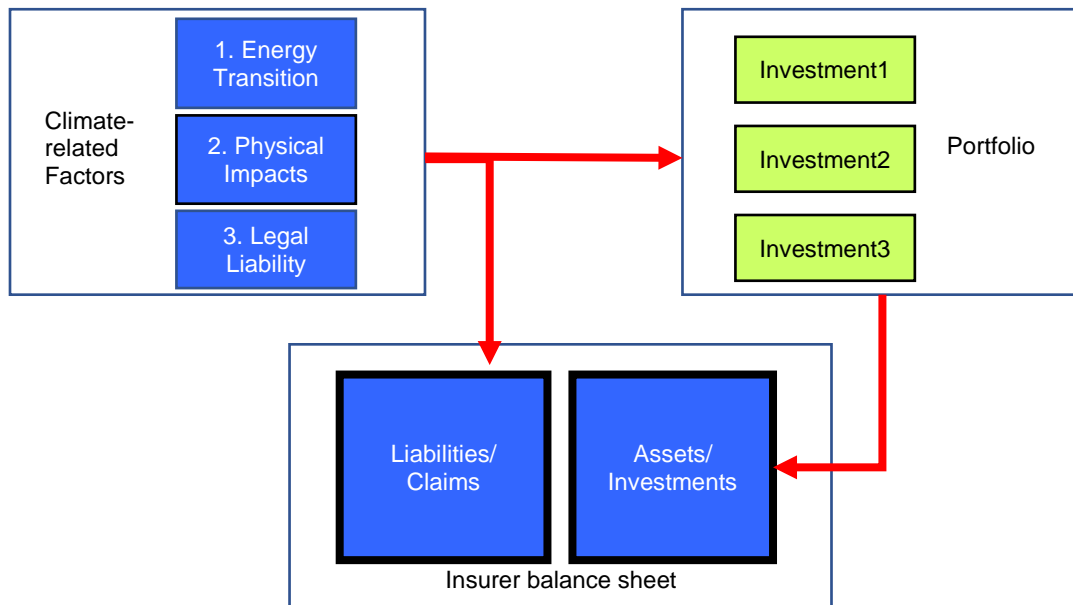 Climate-
related
Factors
1. Energy
Transition
2. Physical
Impacts
3. Legal
Liability
Investment1
Investment2
Investment3
Portfolio
Liabilities/
Claims
Assets/
Investments
Insurer balance sheet